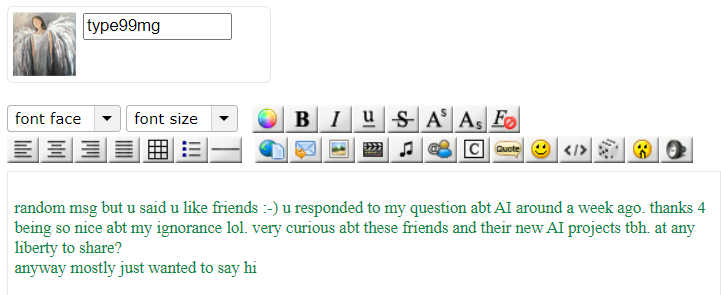 type99mg
font face
font size
B I u S A^s A_s F
C Quote </>
random msg but u said u like friends :-) u responded to my question abt AI around a week ago. thanks 4
being so nice abt my ignorance lol. very curious abt these friends and their new AI projects tbh. at any
liberty to share?
anyway mostly just wanted to say hi